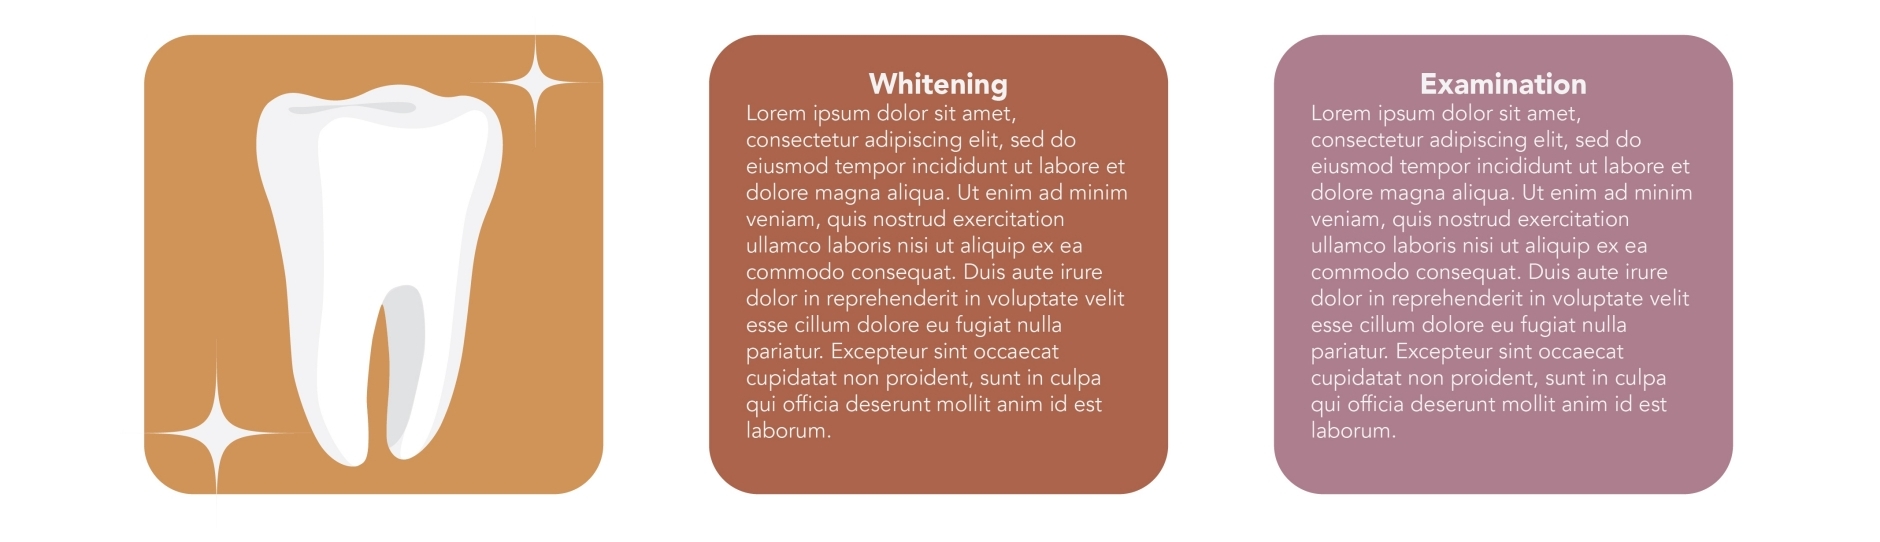 Whitening
Lorem ipsum dolor sit amet,
consectetur adipiscing elit, sed do
eiusmod tempor incididunt ut labore et
dolore magna aliqua. Ut enim ad minim
veniam, quis nostrud exercitation
ullamco laboris nisi ut aliquip ex ea
commodo consequat. Duis aute irure
dolor in reprehenderit in voluptate velit
esse cillum dolore eu fugiat nulla
pariatur. Excepteur sint occaecat
cupidatat non proident, sunt in culpa
qui officia deserunt mollit anim id est
laborum.
Examination
Lorem ipsum dolor sit amet,
consectetur adipiscing elit, sed do
eiusmod tempor incididunt ut labore et
dolore magna aliqua. Ut enim ad minim
veniam, quis nostrud exercitation
ullamco laboris nisi ut aliquip ex ea
commodo consequat. Duis aute irure
dolor in reprehenderit in voluptate velit
esse cillum dolore eu fugiat nulla
pariatur. Excepteur sint occaecat
cupidatat non proident, sunt in culpa
qui officia deserunt mollit anim id est
laborum.